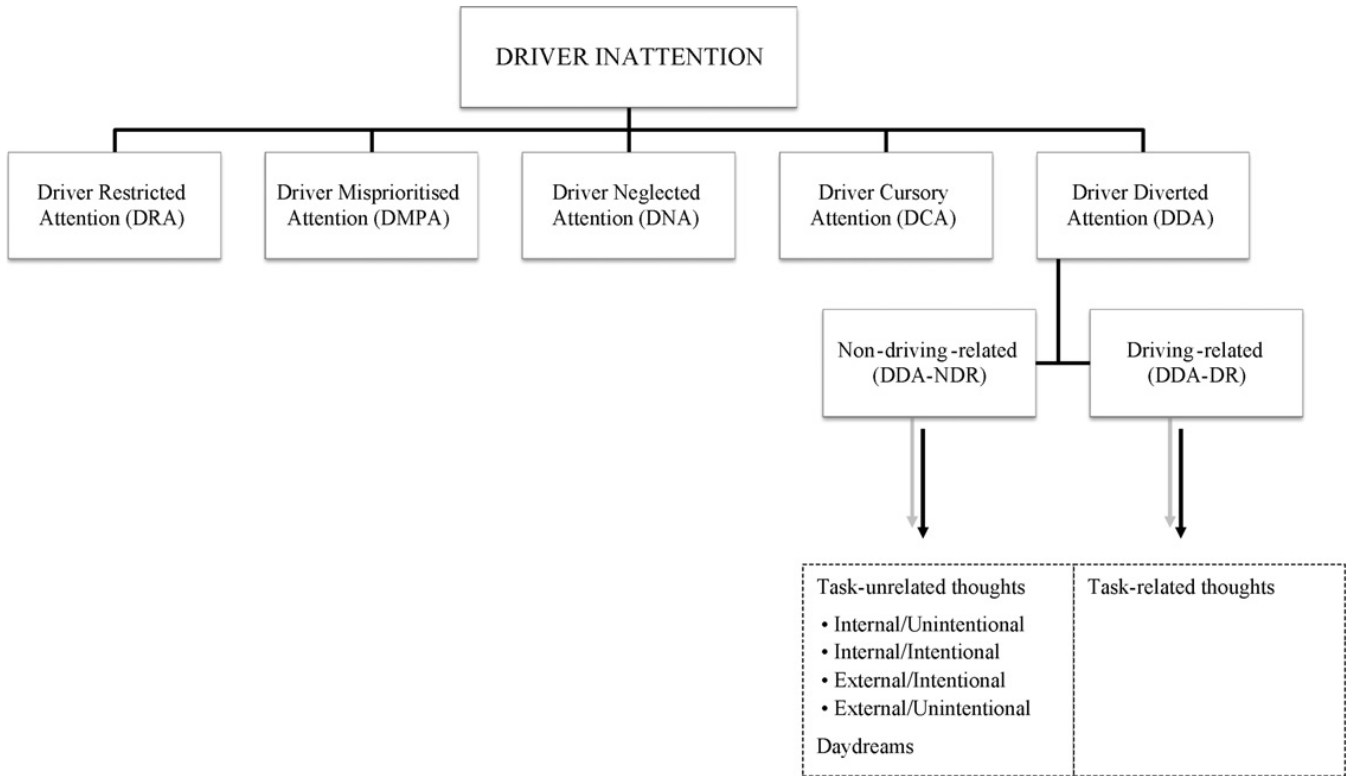 DRIVER INATTENTION
Driver Restricted
Attention (DRA)
Driver Misprioritised
Attention (DMPA)
Driver Neglected
Attention (DNA)
Driver Cursory
Attention (DCA)
Driver Diverted
Attention (DDA)
Non-driving-related
(DDA-NDR)
Driving-related
(DDA-DR)
Task-unrelated thoughts
• Internal/Unintentional
• Internal/Intentional
• External/Intentional
• External/Unintentional
Daydreams
Task-related thoughts